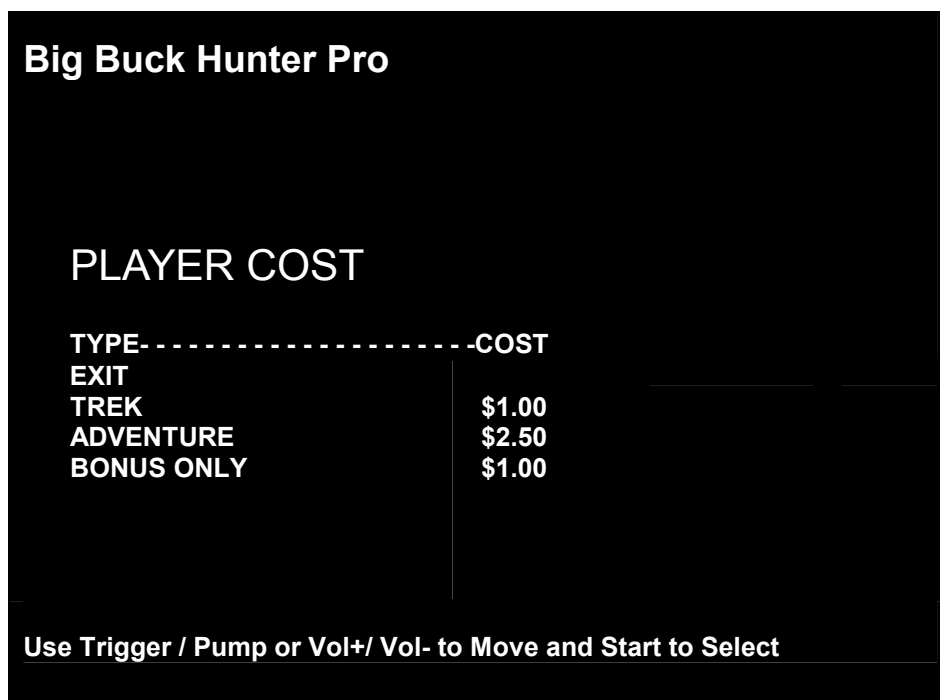 Big Buck Hunter Pro
PLAYER COST
TYPE- - - - - - - - - - - - - - - - - - - - -COST
EXIT
TREK $1.00
ADVENTURE $2.50
BONUS ONLY $1.00
Use Trigger / Pump or Vol+/ Vol- to Move and Start to Select